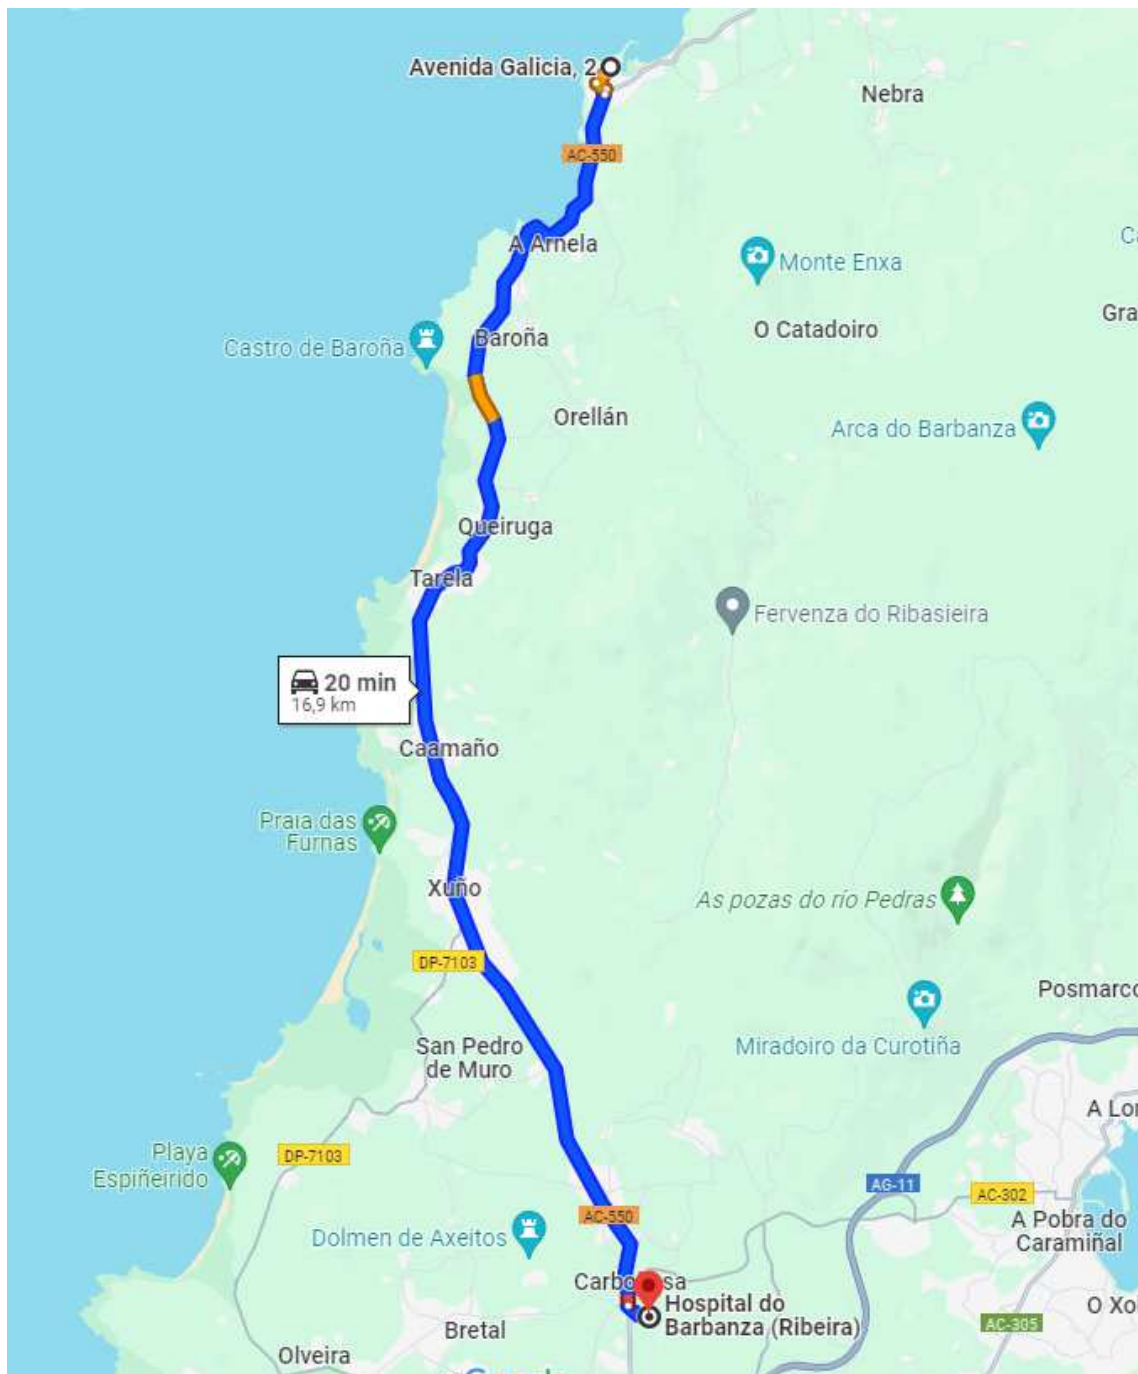 Avenida Galicia, 2
Nebra
AC-550
A Arnela
Monte Enxa
O Catadoiro
Baroña
Castro de Baroña
Orellán
Arca do Barbanza
Queiruga
Tarela
Fervenza do Ribasieira
20 min
16,9 km
Caamaño
Praia das
Furnas
Xuño
As pozas do río Pedras
DP-7103
Posmarco
San Pedro
de Muro
Miradoiro da Curotiña
Playa
Espiñeirido
DP-7103
AG-11
AC-302
AC-550
A Pobra do
Caramiñal
Dolmen de Axeitos
Hospital do
Barbanza (Ribeira)
Bretal
AC-305
Olveira